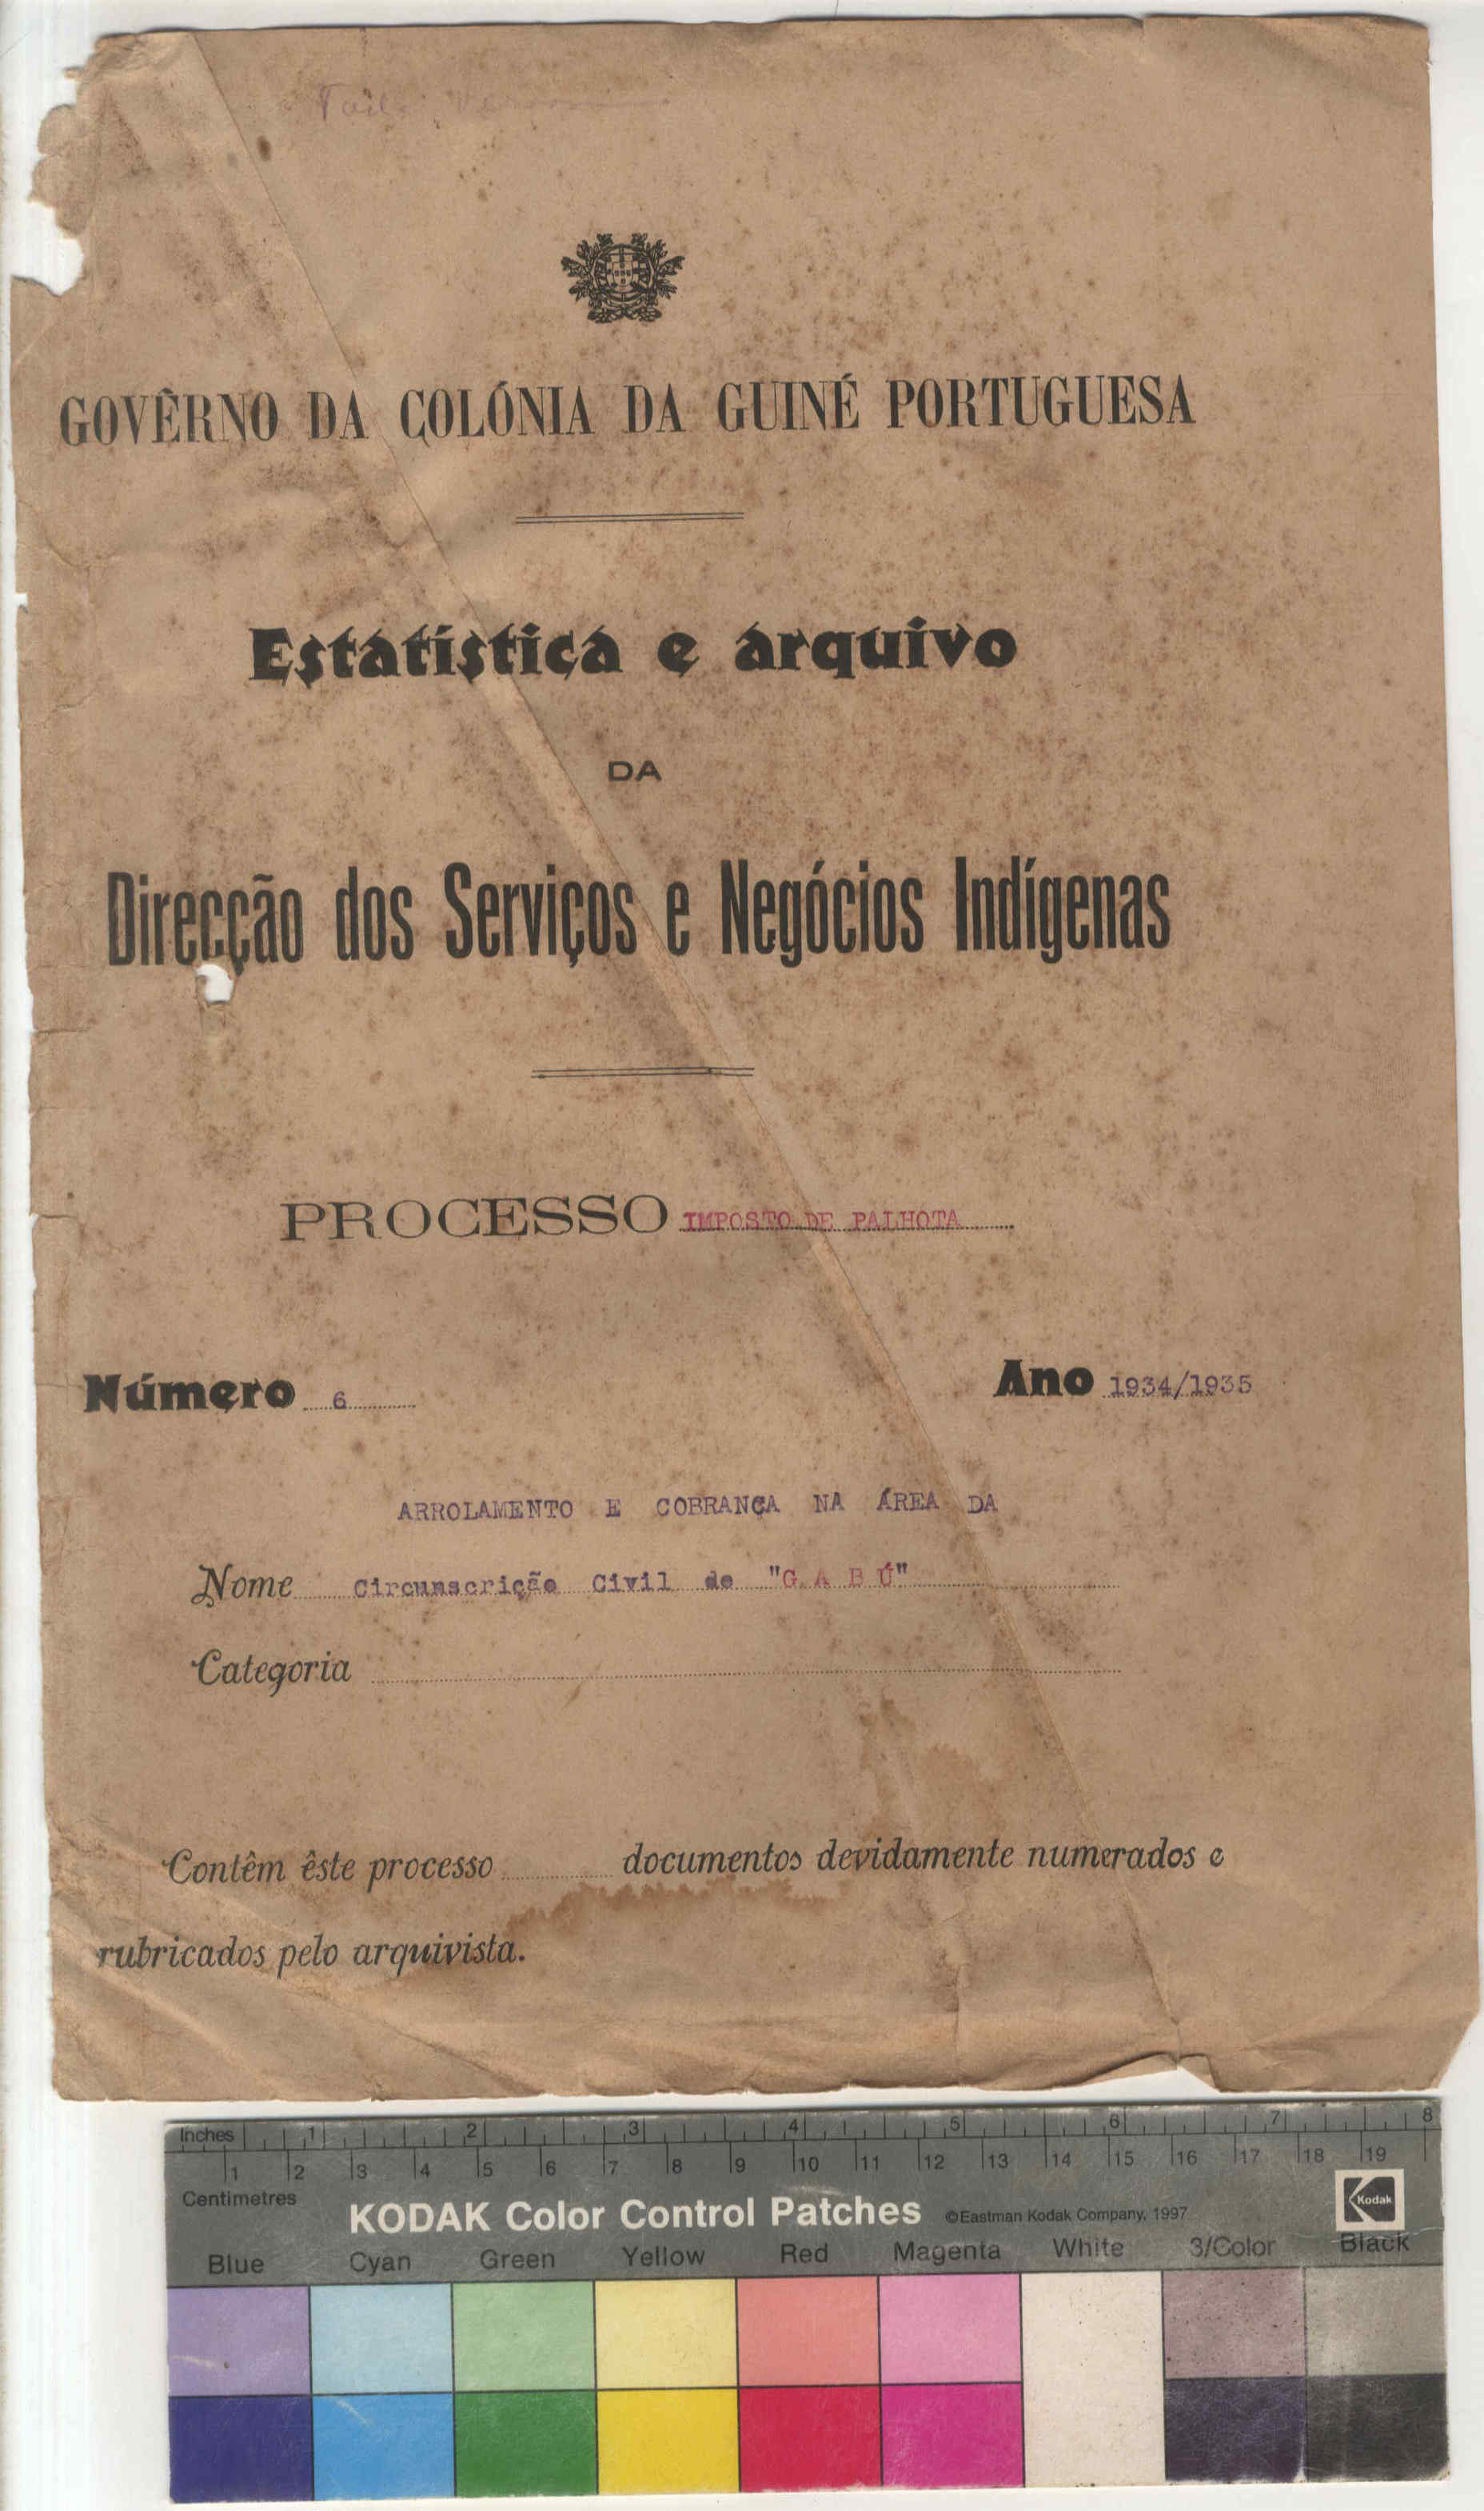 GOVÊRNO DA COLÓNIA DA GUINÉ PORTUGUESA
Estatística e arquivo
DA
Direcção dos Serviços e Negócios Indígenas
PROCESSO IMPOSTO DE PALHOTA
Número 6
Ano 1934/1935
ARROLAMENTO E COBRANÇA NA ÁREA DA
Nome Circumscrição Civil de "G A B Ú"
Categoria
Contêm êste processo documentos devidamente numerados e
rubricados pelo arquivista.
Inches 1 2 3 4 5 6 7 8
1 2 3 4 5 6 7 8 9 10 11 12 13 14 15 16 17 18 19
Centimetres
KODAK Color Control Patches ©Eastman Kodak Company, 1997 Kodak
Blue Cyan Green Yellow Red Magenta White 3/Color Black